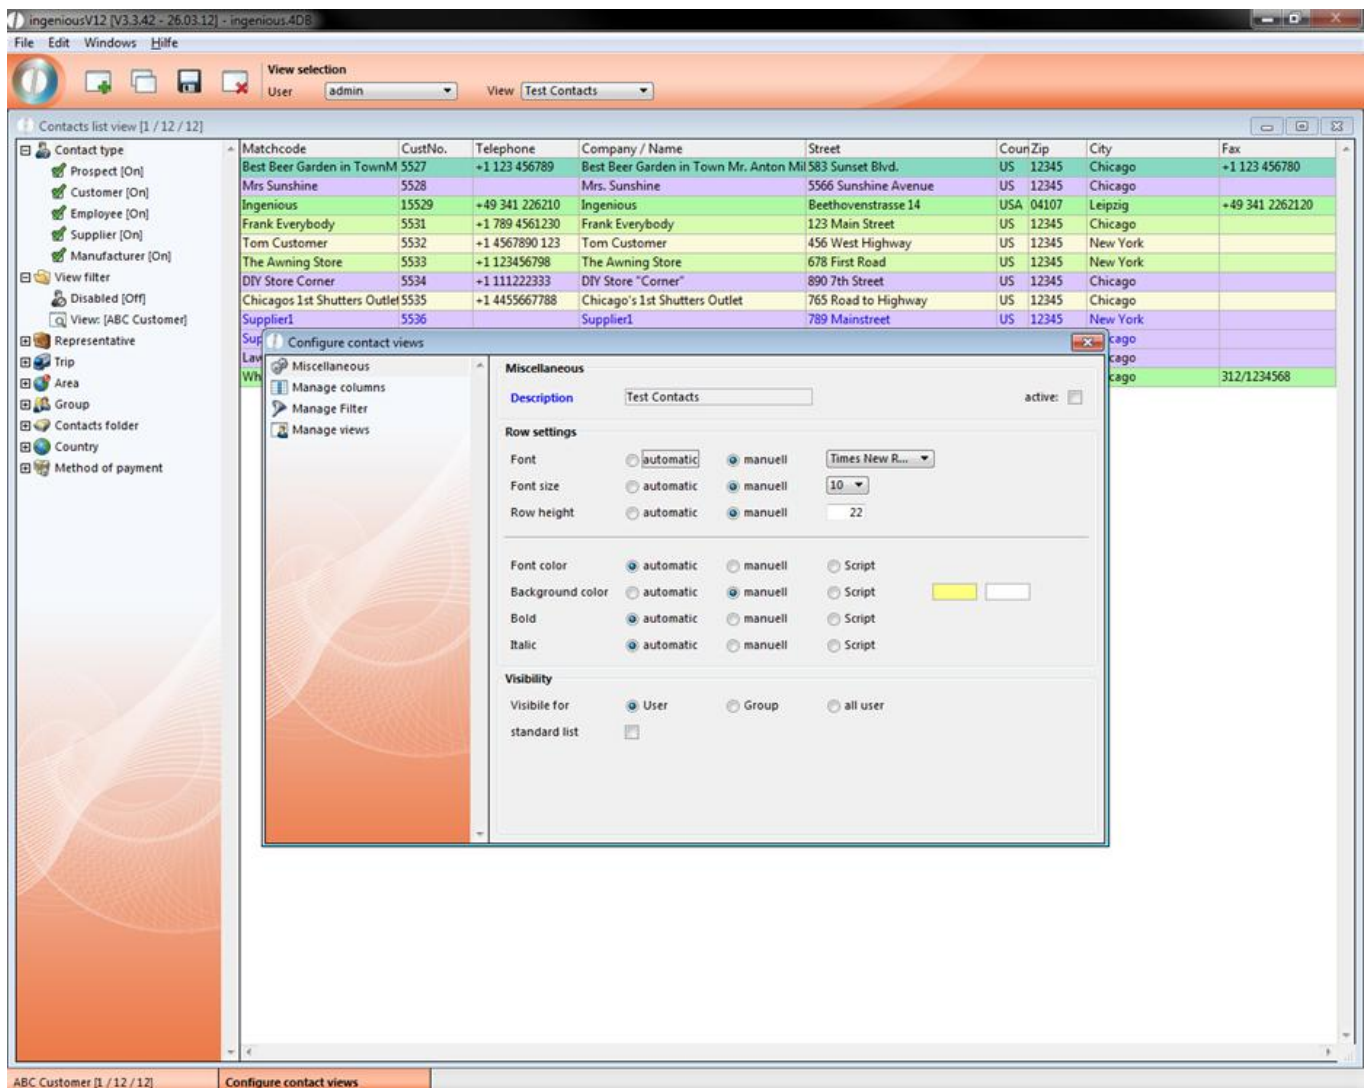 ingeniousV12 [V3.3.42 - 26.03.12] - ingenious.4DB
File Edit Windows Hilfe
View selection
User admin View Test Contacts
Contacts list view [1 / 12 / 12]
Contact type
Prospect [On]
Customer [On]
Employee [On]
Supplier [On]
Manufacturer [On]
View filter
Disabled [Off]
View: [ABC Customer]
Representative
Trip
Area
Group
Contacts folder
Country
Method of payment
Matchcode CustNo. Telephone Company / Name Street Coun Zip City Fax
Best Beer Garden in TownM 5527 +1 123 456789 Best Beer Garden in Town Mr. Anton Mil 583 Sunset Blvd. US 12345 Chicago +1 123 456780
Mrs Sunshine 5528 Mrs. Sunshine 5566 Sunshine Avenue US 12345 Chicago
Ingenious 15529 +49 341 226210 Ingenious Beethovenstrasse 14 USA 04107 Leipzig +49 341 2262120
Frank Everybody 5531 +1 789 4561230 Frank Everybody 123 Main Street US 12345 Chicago
Tom Customer 5532 +1 4567890 123 Tom Customer 456 West Highway US 12345 New York
The Awning Store 5533 +1 123456798 The Awning Store 678 First Road US 12345 New York
DIY Store Corner 5534 +1 111222333 DIY Store "Corner" 890 7th Street US 12345 Chicago
Chicagos 1st Shutters Outlet 5535 +1 4455667788 Chicago's 1st Shutters Outlet 765 Road to Highway US 12345 Chicago
Supplier1 5536 Supplier1 789 Mainstreet US 12345 New York
Sup cago
Law cago
Wh cago 312/1234568
Configure contact views
Miscellaneous
Manage columns
Manage Filter
Manage views
Miscellaneous
Description Test Contacts active:
Row settings
Font automatic manuell Times New R...
Font size automatic manuell 10
Row height automatic manuell 22
Font color automatic manuell Script
Background color automatic manuell Script
Bold automatic manuell Script
Italic automatic manuell Script
Visibility
Visibile for User Group all user
standard list
ABC Customer [1 / 12 / 12] Configure contact views